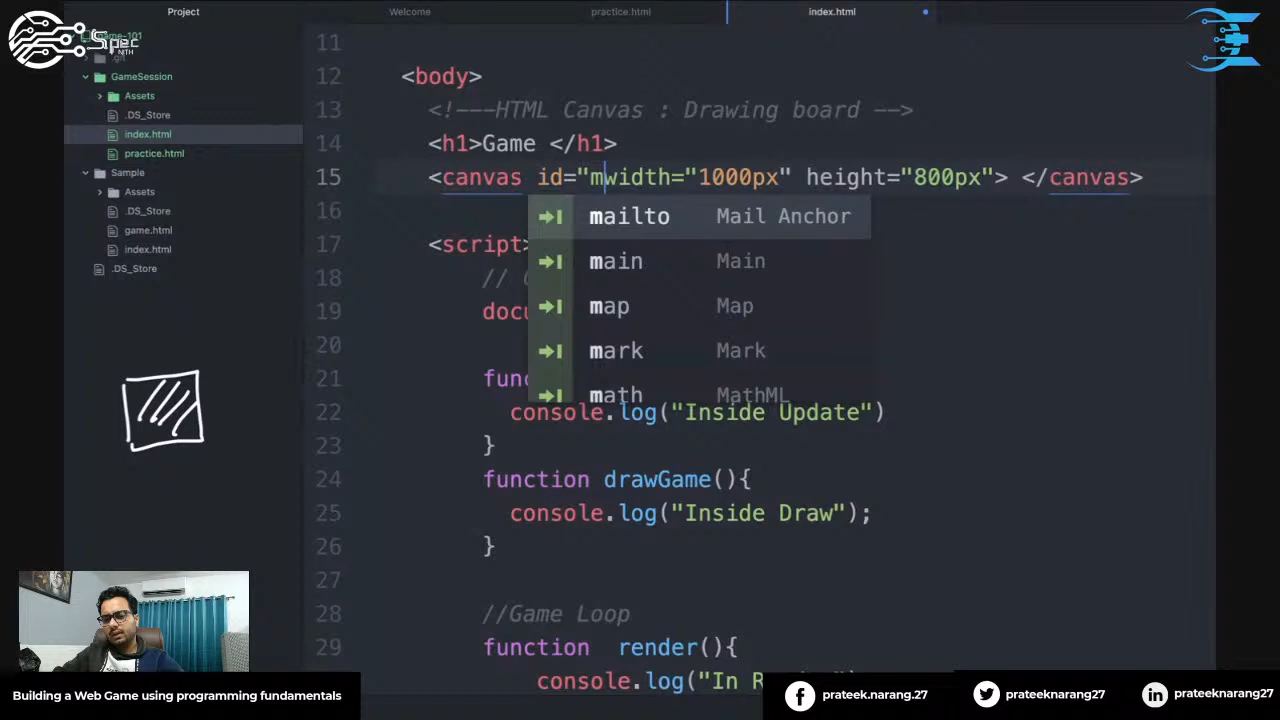 Project
Welcome
practice.html
index.html
game-101
.git
GameSession
Assets
.DS_Store
index.html
practice.html
Sample
Assets
.DS_Store
game.html
index.html
.DS_Store
Spec
NITH
11
12 <body>
13 <!---HTML Canvas : Drawing board -->
14 <h1>Game </h1>
15 <canvas id="mwidth="1000px" height="800px"> </canvas>
16
17 <script>
18 //
19 docu
20
21 func
22 console.log("Inside Update")
23 }
24 function drawGame(){
25 console.log("Inside Draw");
26 }
27
28 //Game Loop
29 function render(){
console.log("In R
mailto Mail Anchor
main Main
map Map
mark Mark
math MathML
Building a Web Game using programming fundamentals
prateek.narang.27
prateeknarang27
prateeknarang27